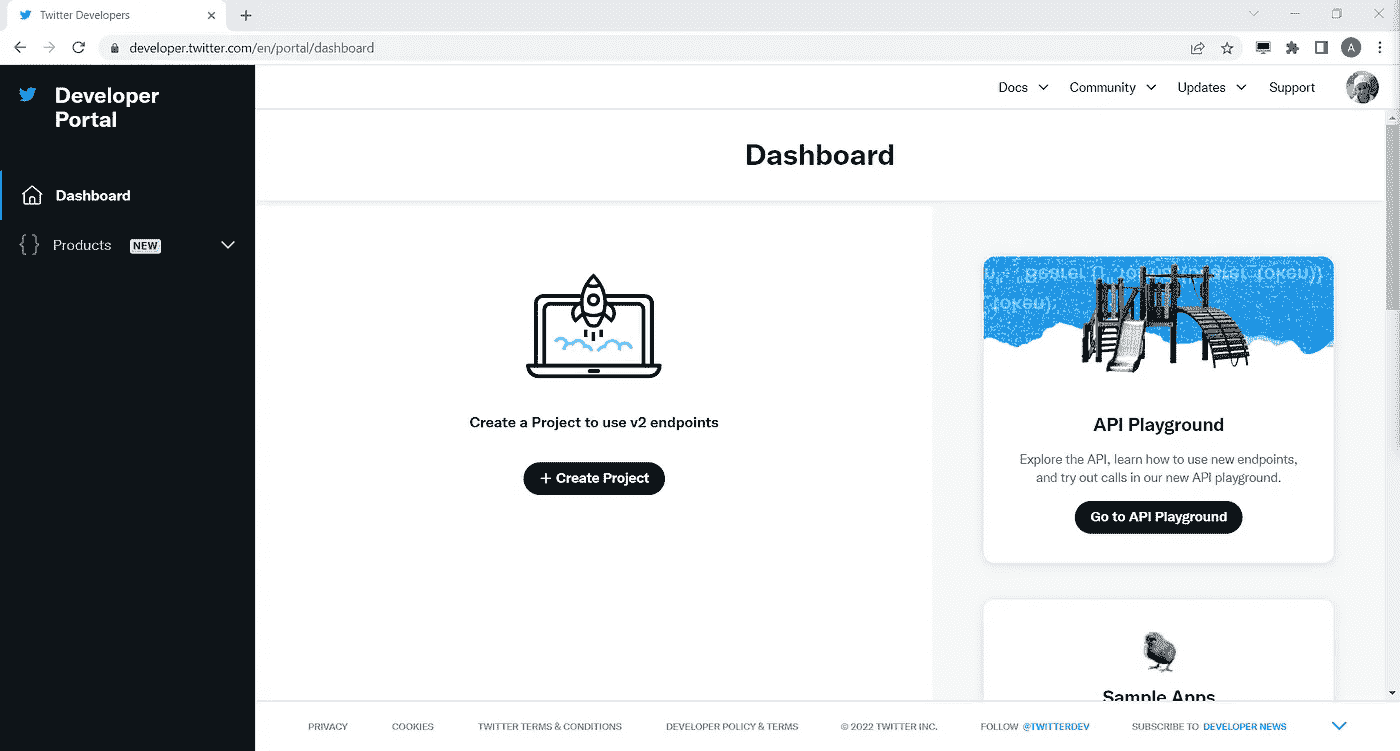 Twitter Developers
developer.twitter.com/en/portal/dashboard
A
Developer
Portal
Dashboard
Products NEW
Docs Community Updates Support
Dashboard
Create a Project to use v2 endpoints
+ Create Project
API Playground
Explore the API, learn how to use new endpoints,
and try out calls in our new API playground.
Go to API Playground
Sample Apps
PRIVACY COOKIES TWITTER TERMS & CONDITIONS DEVELOPER POLICY & TERMS © 2022 TWITTER INC. FOLLOW @TWITTERDEV SUBSCRIBE TO DEVELOPER NEWS